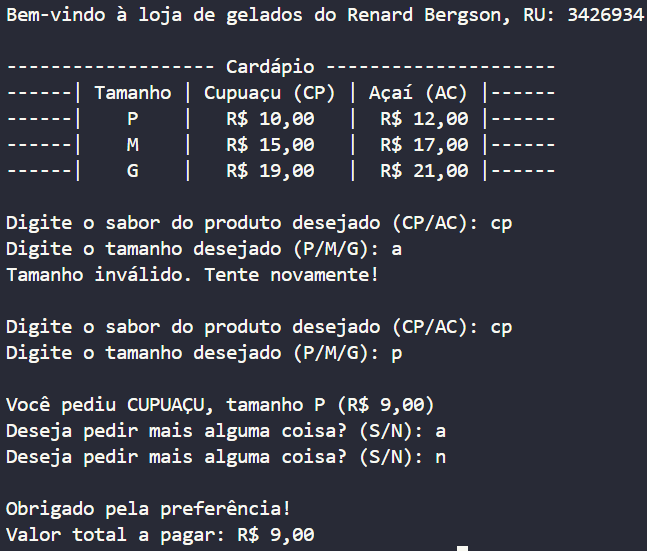 Bem-vindo à loja de gelados do Renard Bergson, RU: 3426934
------------------- Cardápio ---------------------
------| Tamanho | Cupuaçu (CP) | Açaí (AC) |------
------|    P    |   R$ 10,00   |  R$ 12,00 |------
------|    M    |   R$ 15,00   |  R$ 17,00 |------
------|    G    |   R$ 19,00   |  R$ 21,00 |------
Digite o sabor do produto desejado (CP/AC): cp
Digite o tamanho desejado (P/M/G): a
Tamanho inválido. Tente novamente!
Digite o sabor do produto desejado (CP/AC): cp
Digite o tamanho desejado (P/M/G): p
Você pediu CUPUAÇU, tamanho P (R$ 9,00)
Deseja pedir mais alguma coisa? (S/N): a
Deseja pedir mais alguma coisa? (S/N): n
Obrigado pela preferência!
Valor total a pagar: R$ 9,00